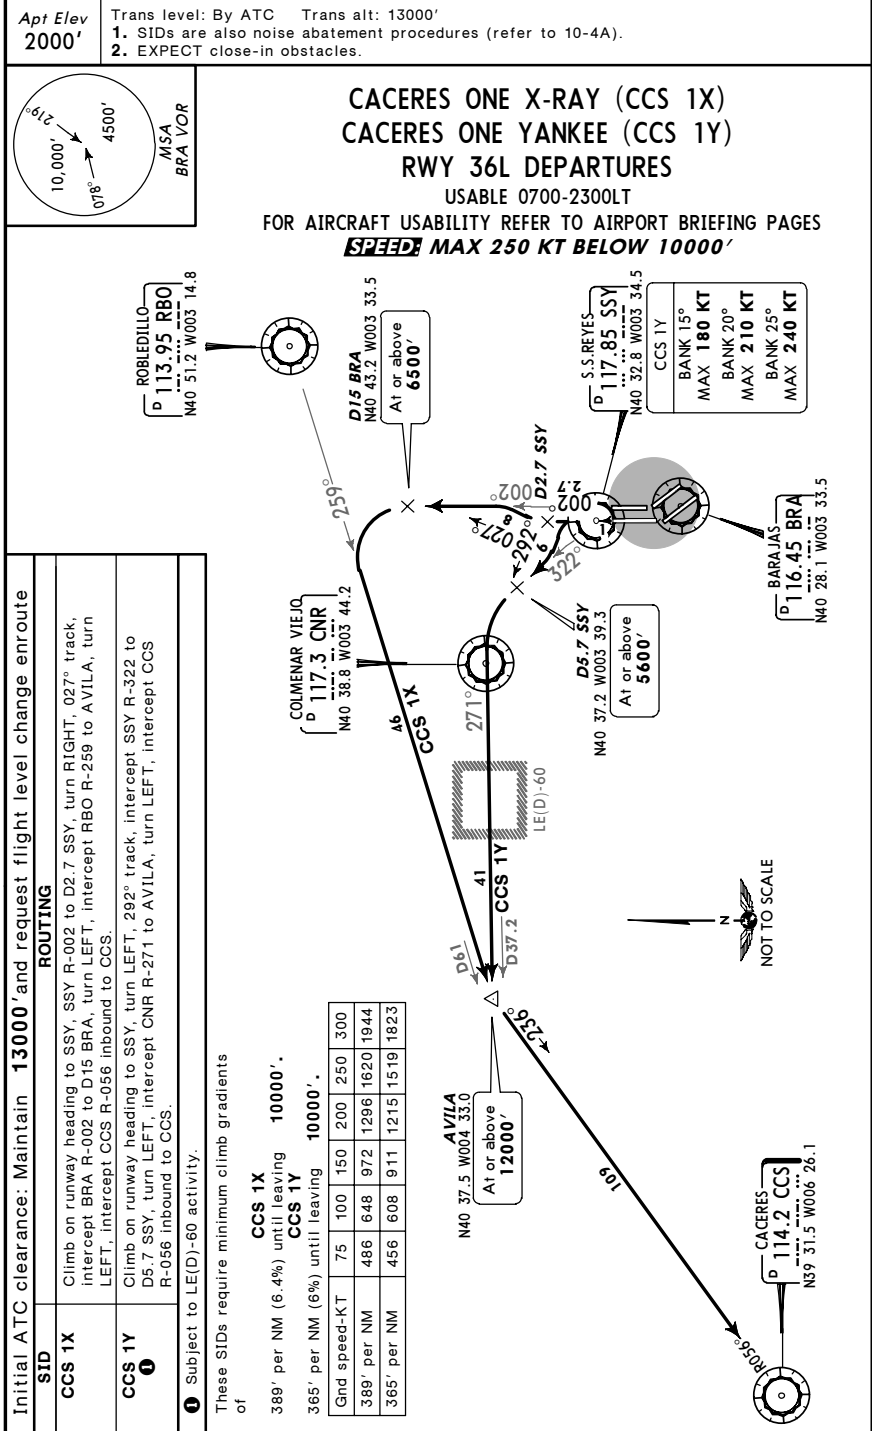 Apt Elev
2000'
Trans level: By ATC Trans alt: 13000'
1. SIDs are also noise abatement procedures (refer to 10-4A).
2. EXPECT close-in obstacles.
219°
10,000'
4500'
078°
MSA
BRA VOR
CACERES ONE X-RAY (CCS 1X)
CACERES ONE YANKEE (CCS 1Y)
RWY 36L DEPARTURES
USABLE 0700-2300LT
FOR AIRCRAFT USABILITY REFER TO AIRPORT BRIEFING PAGES
SPEED: MAX 250 KT BELOW 10000'
ROBLEDILLO
D 113.95 RBO
N40 51.2 W003 14.8
259°
D15 BRA
N40 43.2 W003 33.5
At or above
6500'
S.S.REYES
D 117.85 SSY
N40 32.8 W003 34.5
CCS 1Y
BANK 15°
MAX 180 KT
BANK 20°
MAX 210 KT
BANK 25°
MAX 240 KT
D2.7 SSY
002°
8
027°
292°
6
322°
002°
2.7
1
BARAJAS
D 116.45 BRA
N40 28.1 W003 33.5
COLMENAR VIEJO
D 117.3 CNR
N40 38.8 W003 44.2
D5.7 SSY
N40 37.2 W003 39.3
At or above
5600'
271°
46
CCS 1X
LE(D)-60
41
CCS 1Y
D61
D37.2
AVILA
N40 37.5 W004 33.0
At or above
12000'
236°
109
R056°
CACERES
D 114.2 CCS
N39 31.5 W006 26.1
N
NOT TO SCALE
Initial ATC clearance: Maintain 13000' and request flight level change enroute
SID
ROUTING
CCS 1X
Climb on runway heading to SSY, SSY R-002 to D2.7 SSY, turn RIGHT, 027° track,
intercept BRA R-002 to D15 BRA, turn LEFT, intercept RBO R-259 to AVILA, turn
LEFT, intercept CCS R-056 inbound to CCS.
CCS 1Y
1
Climb on runway heading to SSY, turn LEFT, 292° track, intercept SSY R-322 to
D5.7 SSY, turn LEFT, intercept CNR R-271 to AVILA, turn LEFT, intercept CCS
R-056 inbound to CCS.
1 Subject to LE(D)-60 activity.
These SIDs require minimum climb gradients
of
CCS 1X
389' per NM (6.4%) until leaving 10000'.
CCS 1Y
365' per NM (6%) until leaving 10000'.
Gnd speed-KT 75 100 150 200 250 300
389' per NM 486 648 972 1296 1620 1944
365' per NM 456 608 911 1215 1519 1823